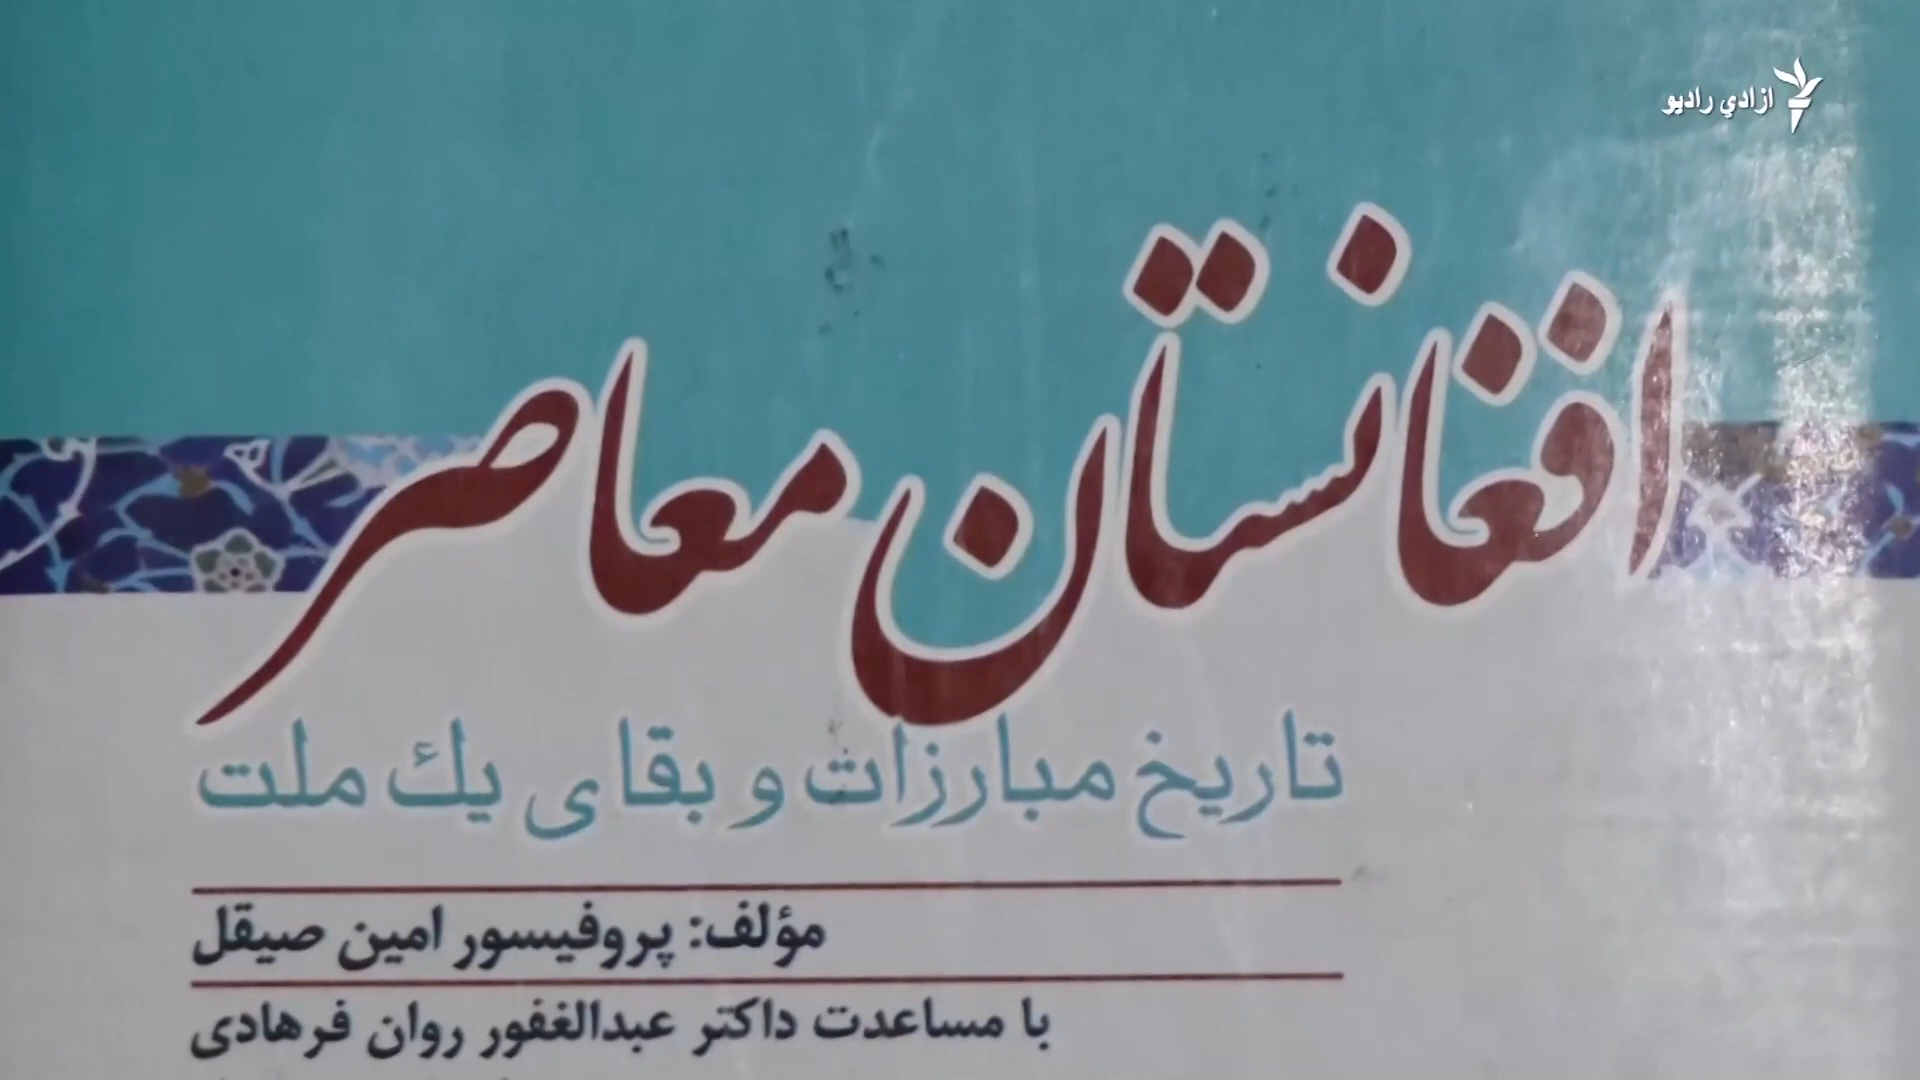 ازادي راديو
افغانستان معاصر
تاریخ مبارزات و بقای یك ملت
مؤلف: پروفیسور امین صیقل
با مساعدت داکتر عبدالغفور روان فرهادی